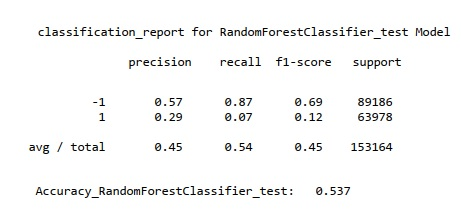 classification_report for RandomForestClassifier_test Model
precision recall f1-score support
-1 0.57 0.87 0.69 89186
1 0.29 0.07 0.12 63978
avg / total 0.45 0.54 0.45 153164
Accuracy_RandomForestClassifier_test: 0.537